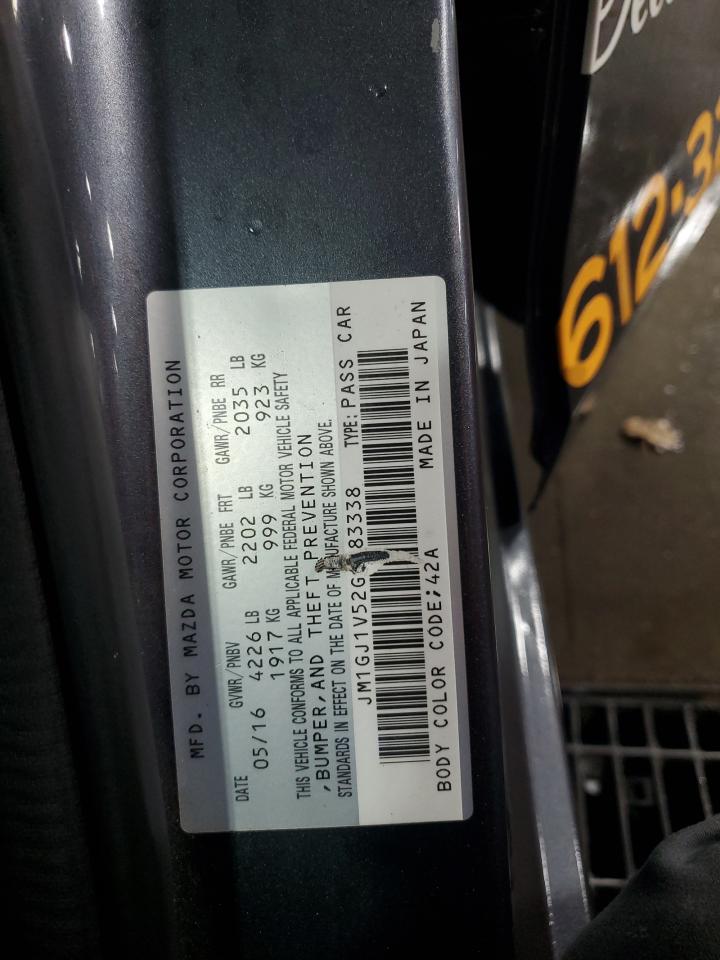 MFD. BY MAZDA MOTOR CORPORATION
DATE GVWR/PNBV GAWR/PNBE FRT GAWR/PNBE RR
05/16 4226 LB 2202 LB 2035 LB
1917 KG 999 KG 923 KG
THIS VEHICLE CONFORMS TO ALL APPLICABLE FEDERAL MOTOR VEHICLE SAFETY
,BUMPER,AND THEFT PREVENTION
STANDARDS IN EFFECT ON THE DATE OF MANUFACTURE SHOWN ABOVE.
JM1GJ1V52G 83338 TYPE:PASS CAR
BODY COLOR CODE;42A MADE IN JAPAN
612-3